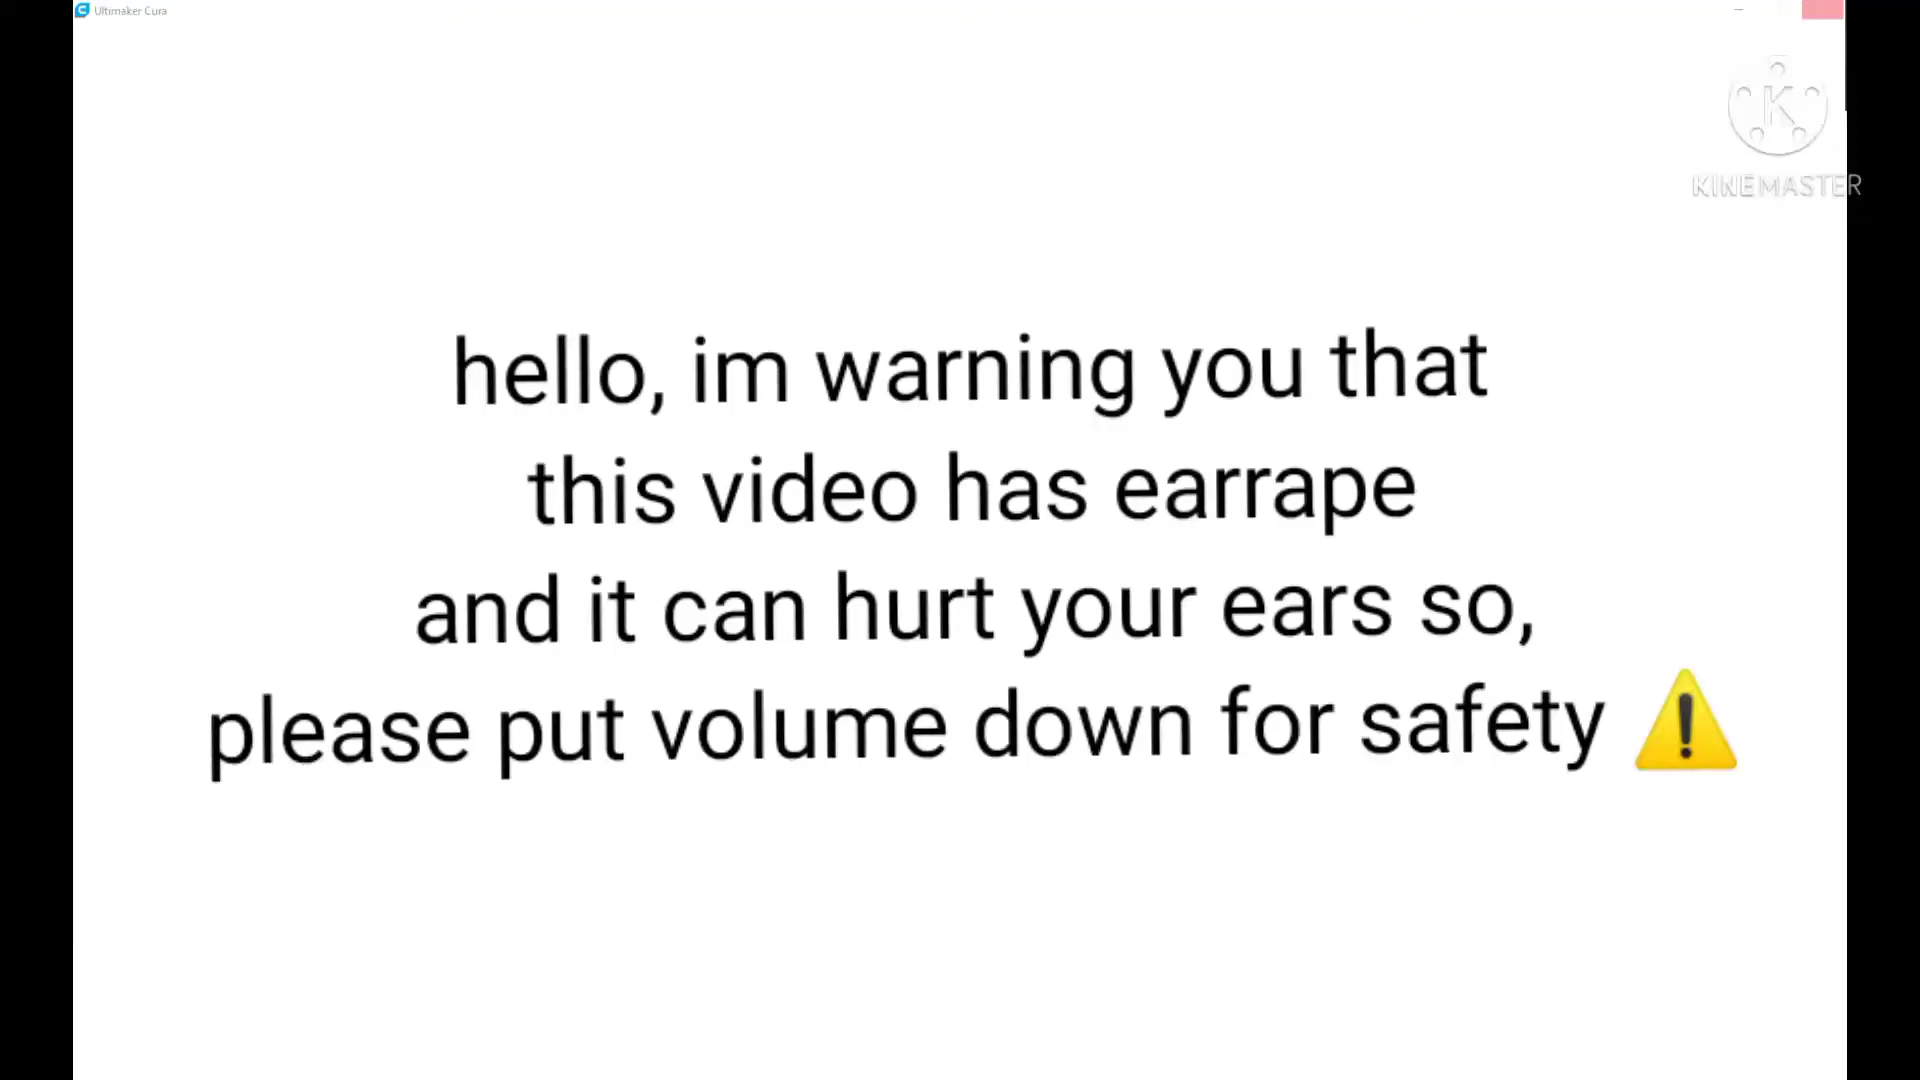 Ultimaker Cura
K
KINEMASTER
hello, im warning you that
this video has earrape
and it can hurt your ears so,
please put volume down for safety ⚠️